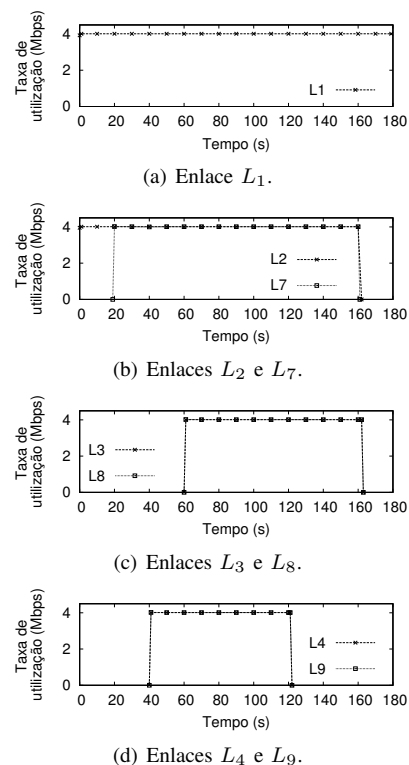 Taxa de
utilização (Mbps)
4
2
0
L1
0 20 40 60 80 100 120 140 160 180
Tempo (s)
(a) Enlace L₁.
Taxa de
utilização (Mbps)
4
2
0
L2
L7
0 20 40 60 80 100 120 140 160 180
Tempo (s)
(b) Enlaces L₂ e L₇.
Taxa de
utilização (Mbps)
4
2
0
L3
L8
0 20 40 60 80 100 120 140 160 180
Tempo (s)
(c) Enlaces L₃ e L₈.
Taxa de
utilização (Mbps)
4
2
0
L4
L9
0 20 40 60 80 100 120 140 160 180
Tempo (s)
(d) Enlaces L₄ e L₉.